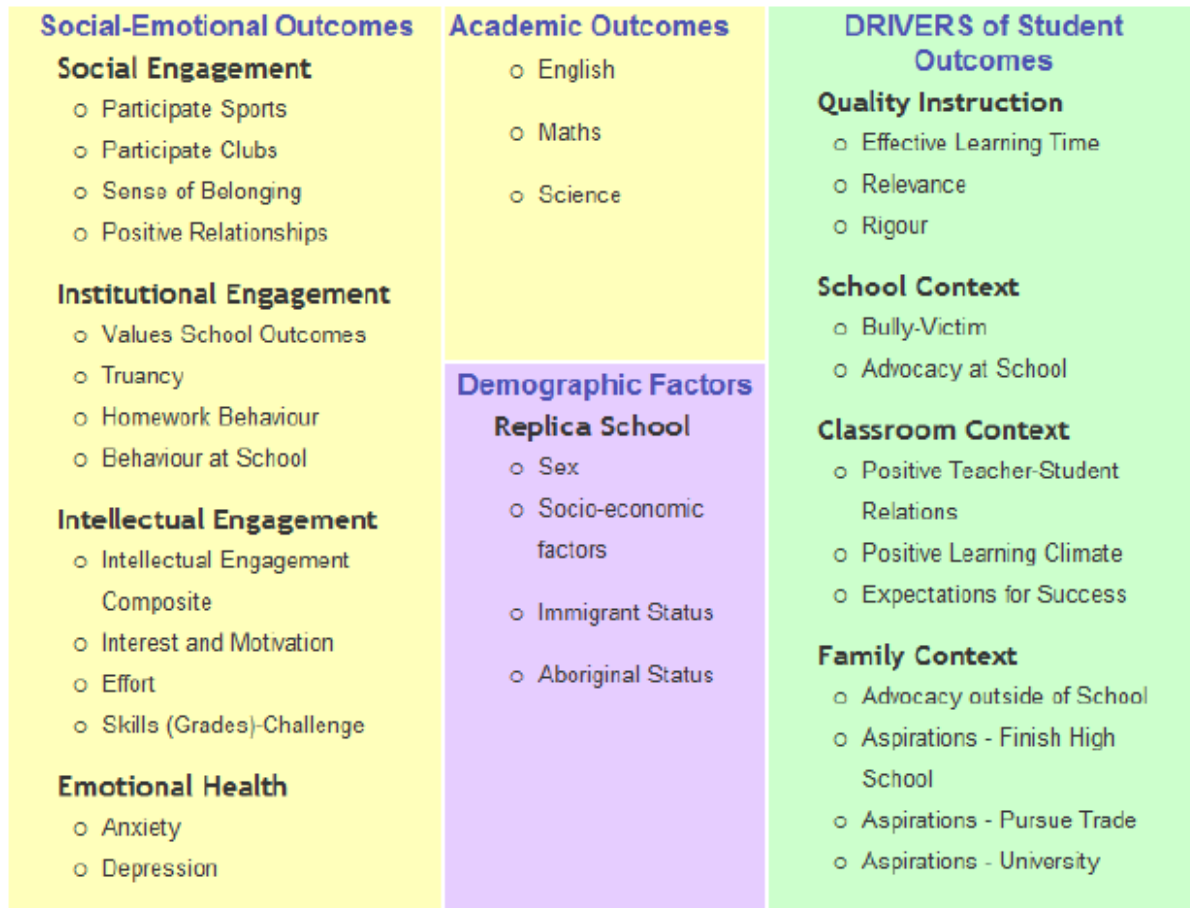 Social-Emotional Outcomes
Social Engagement
o Participate Sports
o Participate Clubs
o Sense of Belonging
o Positive Relationships
Institutional Engagement
o Values School Outcomes
o Truancy
o Homework Behaviour
o Behaviour at School
Intellectual Engagement
o Intellectual Engagement
Composite
o Interest and Motivation
o Effort
o Skills (Grades)-Challenge
Emotional Health
o Anxiety
o Depression
Academic Outcomes
o English
o Maths
o Science
Demographic Factors
Replica School
o Sex
o Socio-economic
factors
o Immigrant Status
o Aboriginal Status
DRIVERS of Student
Outcomes
Quality Instruction
o Effective Learning Time
o Relevance
o Rigour
School Context
o Bully-Victim
o Advocacy at School
Classroom Context
o Positive Teacher-Student
Relations
o Positive Learning Climate
o Expectations for Success
Family Context
o Advocacy outside of School
o Aspirations - Finish High
School
o Aspirations - Pursue Trade
o Aspirations - University